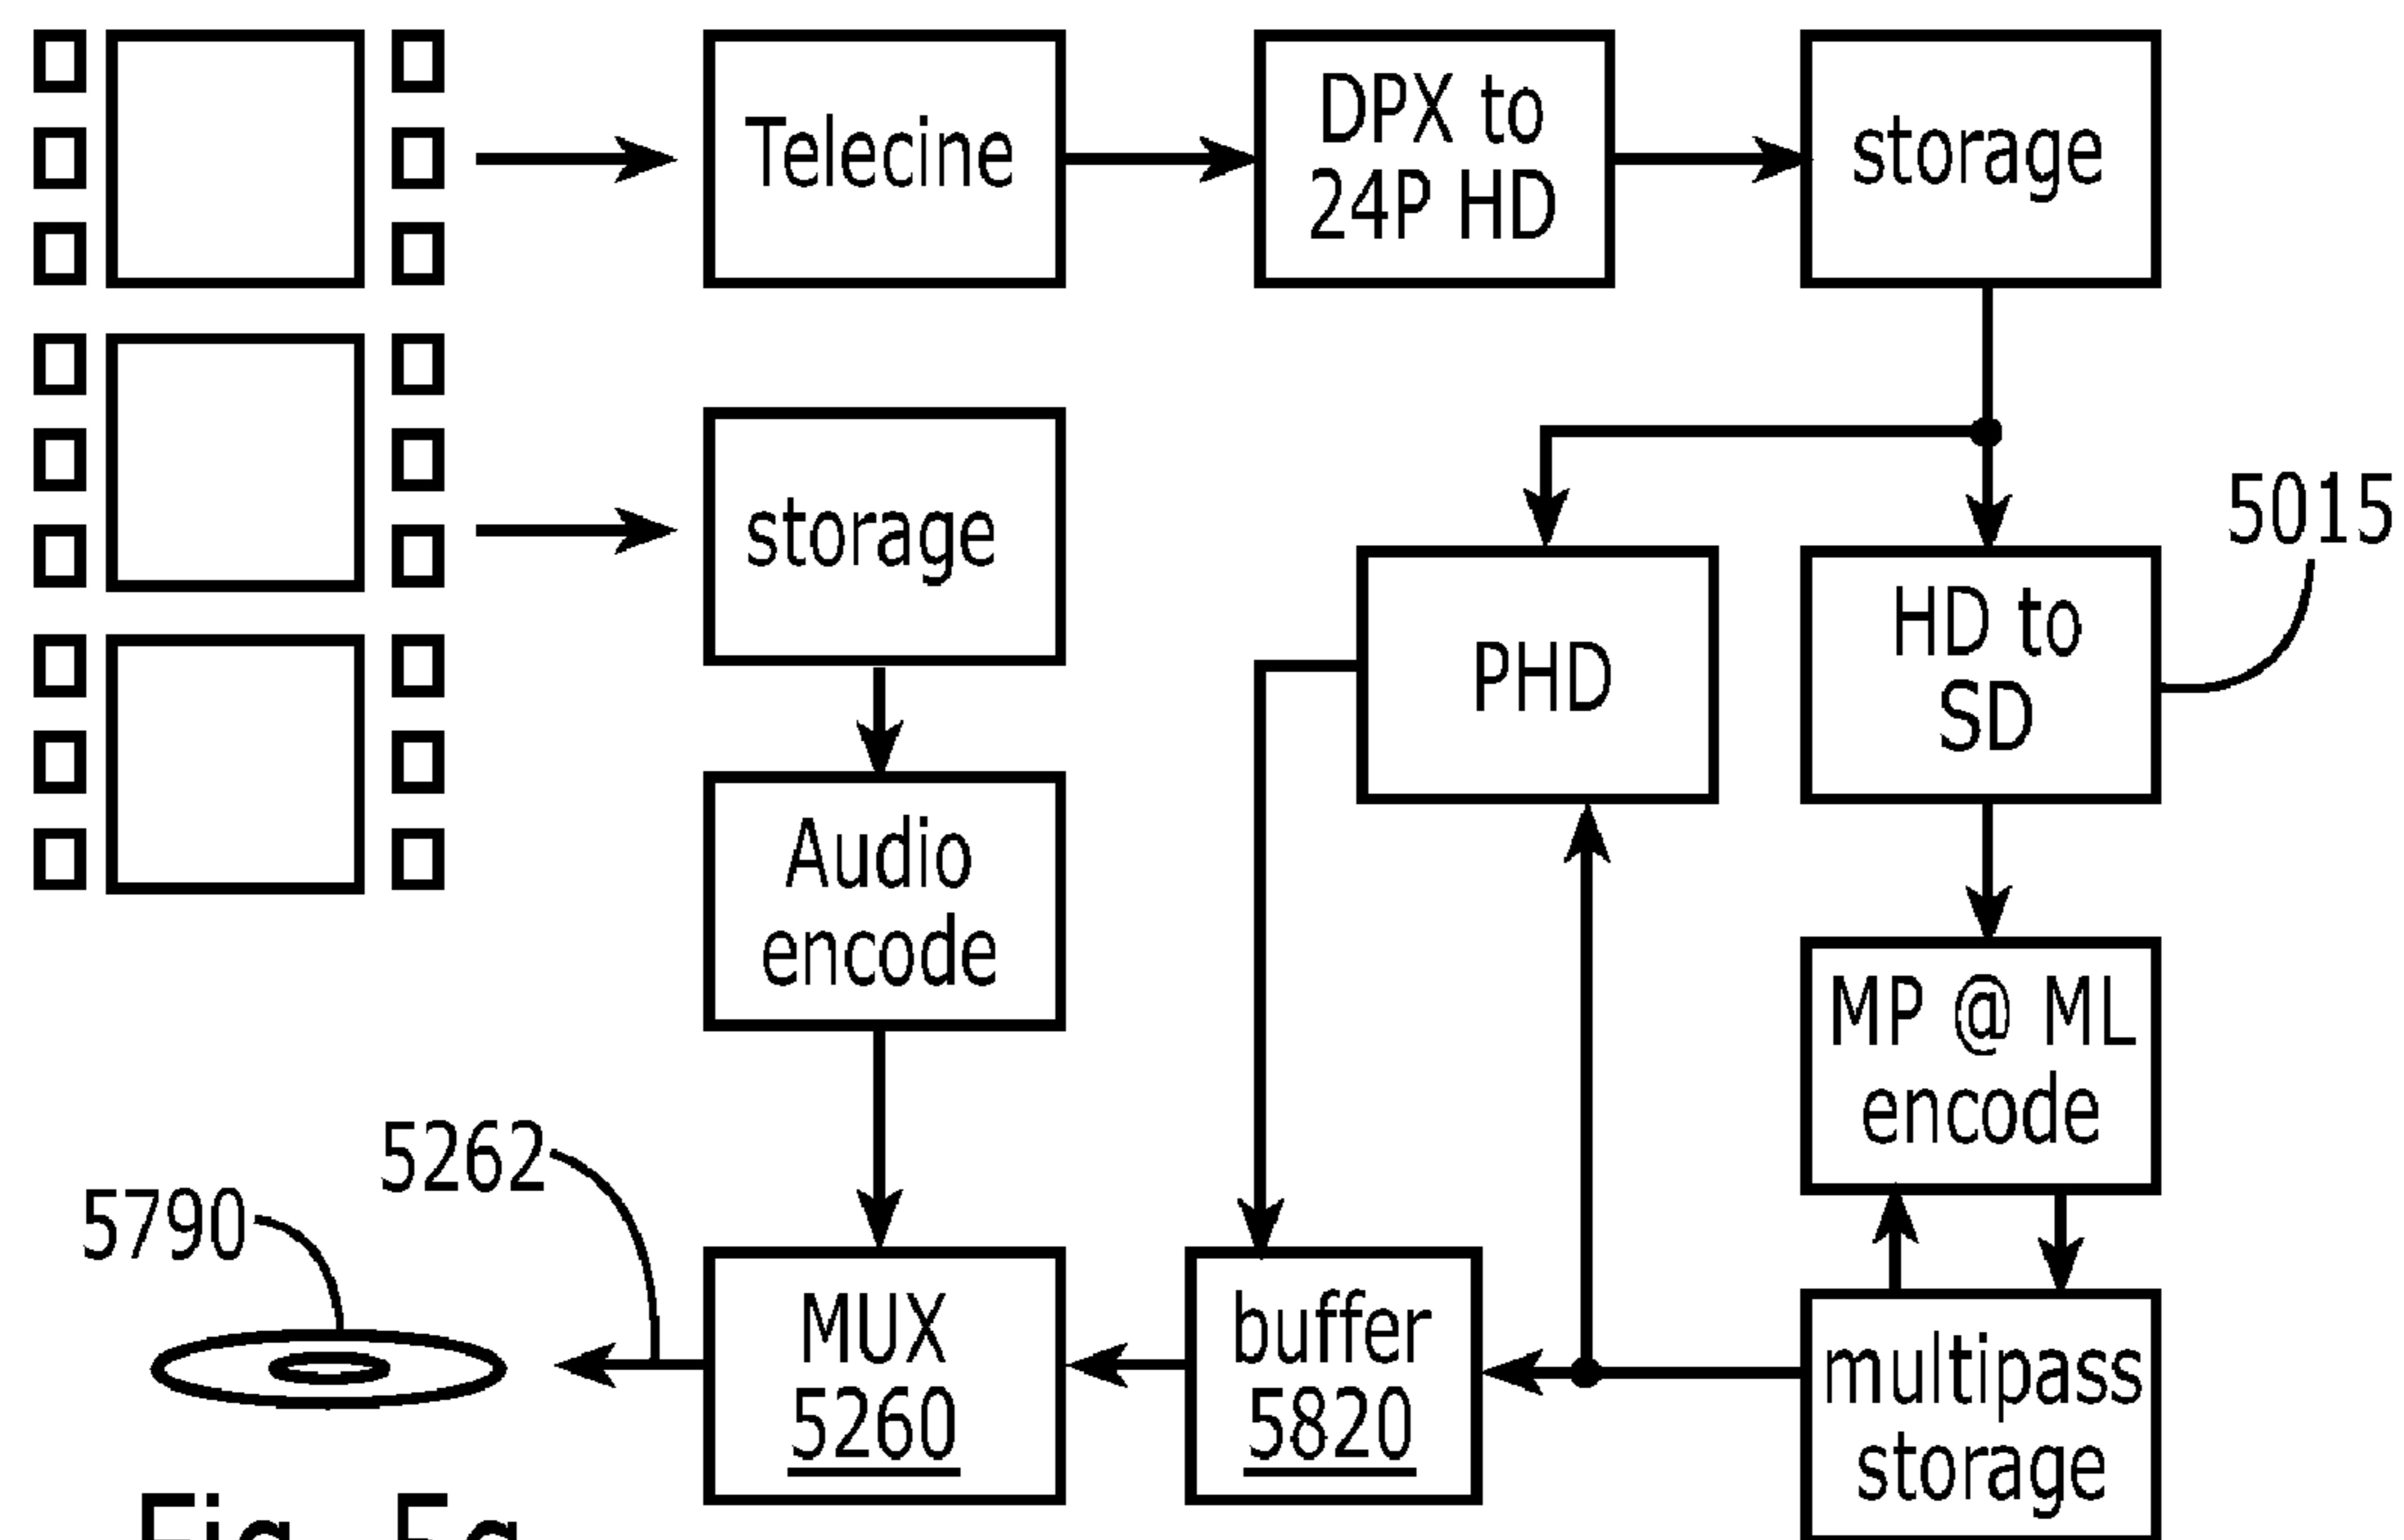 Telecine
DPX to
24P HD
storage
storage
5015
PHD
HD to
SD
Audio
encode
MP @ ML
encode
5262
5790
MUX
5260
buffer
5820
multipass
storage